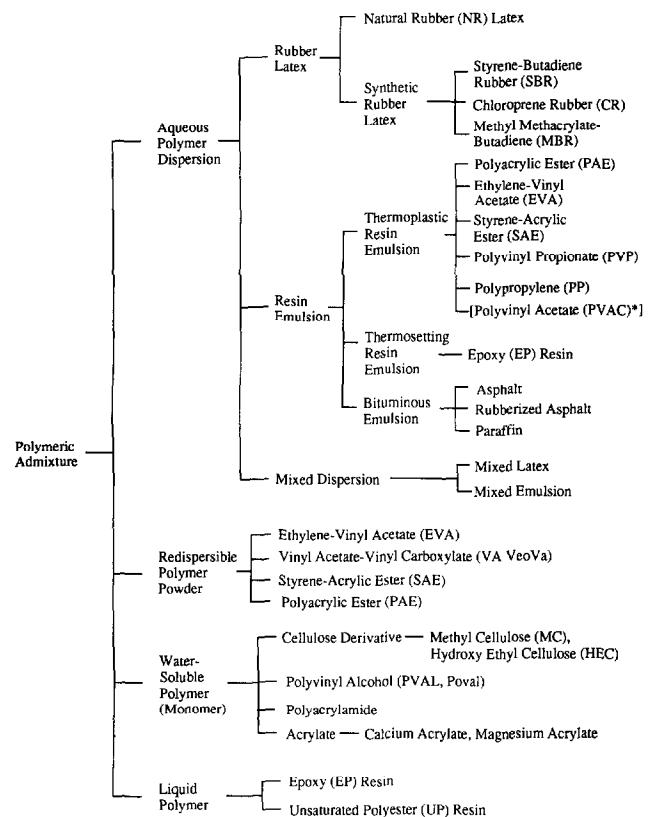 Natural Rubber (NR) Latex
Rubber
Latex
Styrene-Butadiene
Rubber (SBR)
Synthetic
Rubber
Latex
Chloroprene Rubber (CR)
Methyl Methacrylate-
Butadiene (MBR)
Aqueous
Polymer
Dispersion
Polyacrylic Ester (PAE)
Ethylene-Vinyl
Acetate (EVA)
Thermoplastic
Resin
Emulsion
Styrene-Acrylic
Ester (SAE)
Polyvinyl Propionate (PVP)
Polypropylene (PP)
[Polyvinyl Acetate (PVAC)*]
Resin
Emulsion
Thermosetting
Resin
Emulsion
Epoxy (EP) Resin
Bituminous
Emulsion
Asphalt
Rubberized Asphalt
Paraffin
Polymeric
Admixture
Mixed Dispersion
Mixed Latex
Mixed Emulsion
Redispersible
Polymer
Powder
Ethylene-Vinyl Acetate (EVA)
Vinyl Acetate-Vinyl Carboxylate (VA VeoVa)
Styrene-Acrylic Ester (SAE)
Polyacrylic Ester (PAE)
Water-
Soluble
Polymer
(Monomer)
Cellulose Derivative
Methyl Cellulose (MC),
Hydroxy Ethyl Cellulose (HEC)
Polyvinyl Alcohol (PVAL, Poval)
Polyacrylamide
Acrylate
Calcium Acrylate, Magnesium Acrylate
Liquid
Polymer
Epoxy (EP) Resin
Unsaturated Polyester (UP) Resin